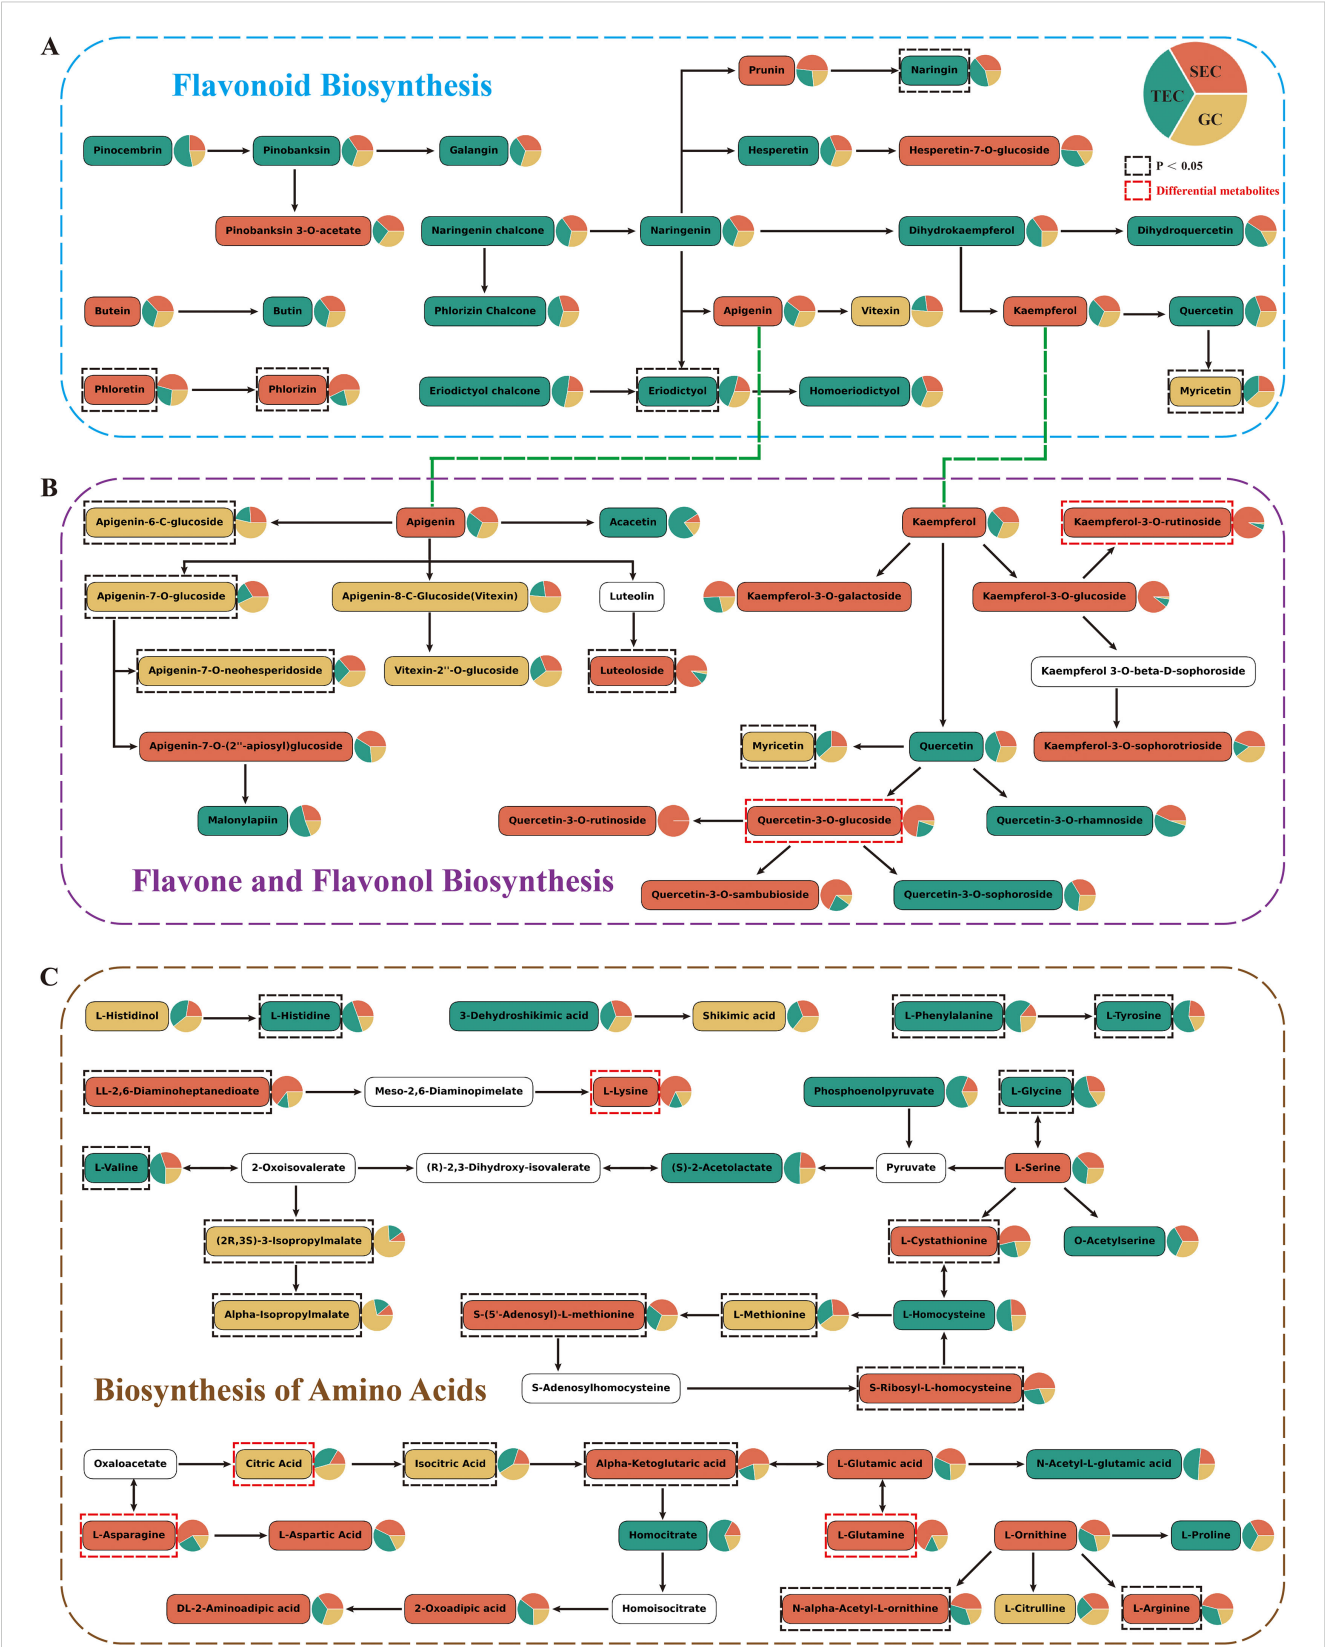 A
Flavonoid Biosynthesis
Prunin
Naringin
SEC
TEC
GC
Pinocembrin
Pinobanksin
Galangin
Hesperetin
Hesperetin-7-O-glucoside
P < 0.05
Differential metabolites
Pinobanksin 3-O-acetate
Naringenin chalcone
Naringenin
Dihydrokaempferol
Dihydroquercetin
Butein
Butin
Phlorizin Chalcone
Apigenin
Vitexin
Kaempferol
Quercetin
Phloretin
Phlorizin
Eriodictyol chalcone
Eriodictyol
Homoeriodictyol
Myricetin
B
Apigenin-6-C-glucoside
Apigenin
Acacetin
Kaempferol
Kaempferol-3-O-rutinoside
Apigenin-7-O-glucoside
Apigenin-8-C-Glucoside(Vitexin)
Luteolin
Kaempferol-3-O-galactoside
Kaempferol-3-O-glucoside
Apigenin-7-O-neohesperidoside
Vitexin-2''-O-glucoside
Luteoloside
Kaempferol 3-O-beta-D-sophoroside
Apigenin-7-O-(2''-apiosyl)glucoside
Myricetin
Quercetin
Kaempferol-3-O-sophorotrioside
Malonylapiin
Quercetin-3-O-rutinoside
Quercetin-3-O-glucoside
Quercetin-3-O-rhamnoside
Flavone and Flavonol Biosynthesis
Quercetin-3-O-sambubioside
Quercetin-3-O-sophoroside
C
L-Histidinol
L-Histidine
3-Dehydroshikimic acid
Shikimic acid
L-Phenylalanine
L-Tyrosine
LL-2,6-Diaminoheptanedioate
Meso-2,6-Diaminopimelate
L-Lysine
Phosphoenolpyruvate
L-Glycine
L-Valine
2-Oxoisovalerate
(R)-2,3-Dihydroxy-isovalerate
(S)-2-Acetolactate
Pyruvate
L-Serine
(2R,3S)-3-Isopropylmalate
L-Cystathionine
O-Acetylserine
Alpha-Isopropylmalate
S-(5'-Adenosyl)-L-methionine
L-Methionine
L-Homocysteine
Biosynthesis of Amino Acids
S-Adenosylhomocysteine
S-Ribosyl-L-homocysteine
Oxaloacetate
Citric Acid
Isocitric Acid
Alpha-Ketoglutaric acid
L-Glutamic acid
N-Acetyl-L-glutamic acid
L-Asparagine
L-Aspartic Acid
Homocitrate
L-Glutamine
L-Ornithine
L-Proline
DL-2-Aminoadipic acid
2-Oxoadipic acid
Homoisocitrate
N-alpha-Acetyl-L-ornithine
L-Citrulline
L-Arginine